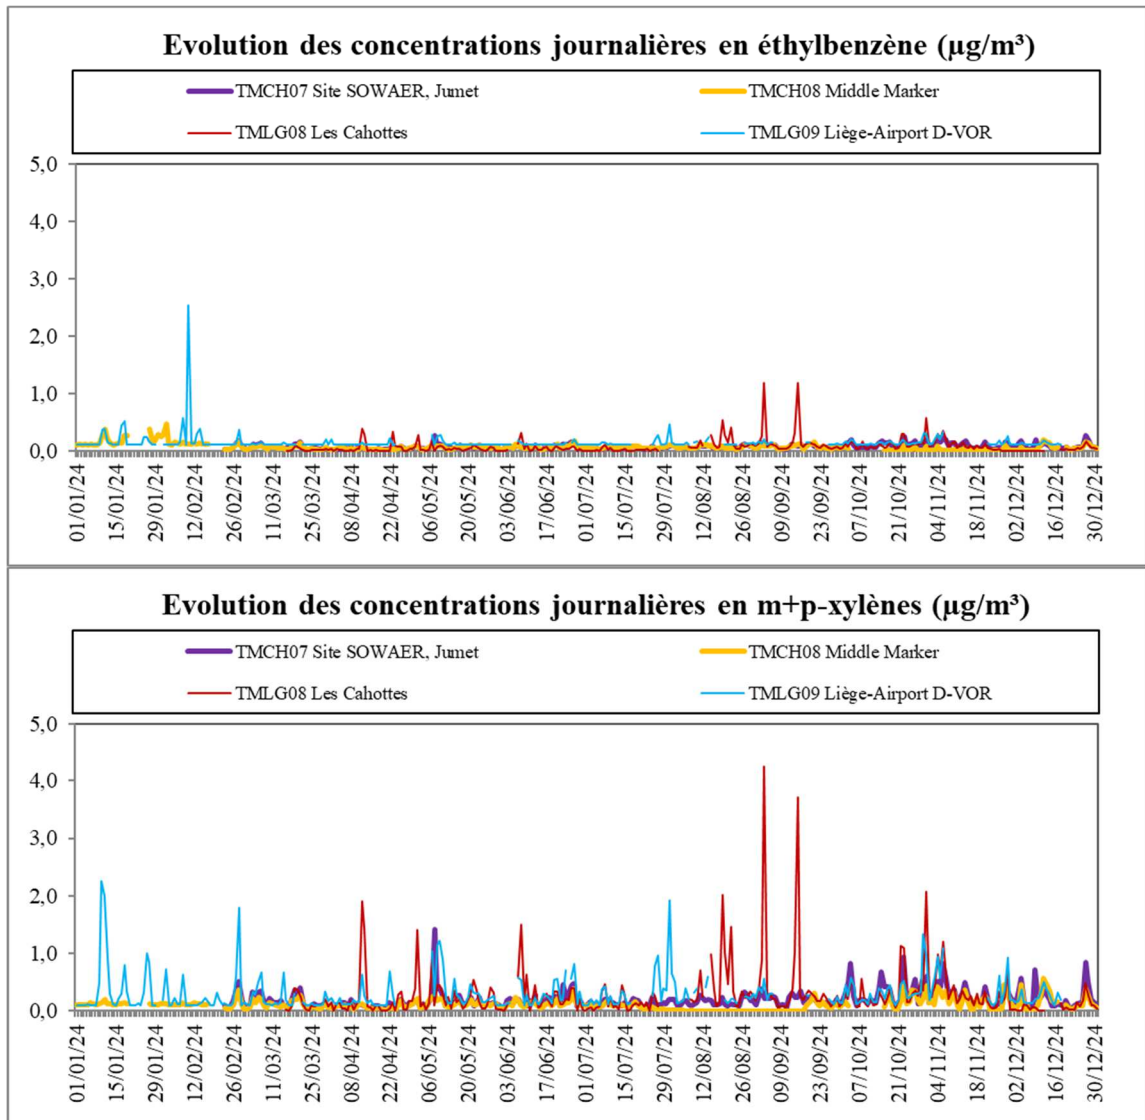 Evolution des concentrations journalières en éthylbenzène (µg/m³)
TMCH07 Site SOWAER, Jumet TMCH08 Middle Marker
TMLG08 Les Cahottes TMLG09 Liège-Airport D-VOR
5,0
4,0
3,0
2,0
1,0
0,0
01/01/24 15/01/24 29/01/24 12/02/24 26/02/24 11/03/24 25/03/24 08/04/24 22/04/24 06/05/24 20/05/24 03/06/24 17/06/24 01/07/24 15/07/24 29/07/24 12/08/24 26/08/24 09/09/24 23/09/24 07/10/24 21/10/24 04/11/24 18/11/24 02/12/24 16/12/24 30/12/24
Evolution des concentrations journalières en m+p-xylènes (µg/m³)
TMCH07 Site SOWAER, Jumet TMCH08 Middle Marker
TMLG08 Les Cahottes TMLG09 Liège-Airport D-VOR
5,0
4,0
3,0
2,0
1,0
0,0
01/01/24 15/01/24 29/01/24 12/02/24 26/02/24 11/03/24 25/03/24 08/04/24 22/04/24 06/05/24 20/05/24 03/06/24 17/06/24 01/07/24 15/07/24 29/07/24 12/08/24 26/08/24 09/09/24 23/09/24 07/10/24 21/10/24 04/11/24 18/11/24 02/12/24 16/12/24 30/12/24